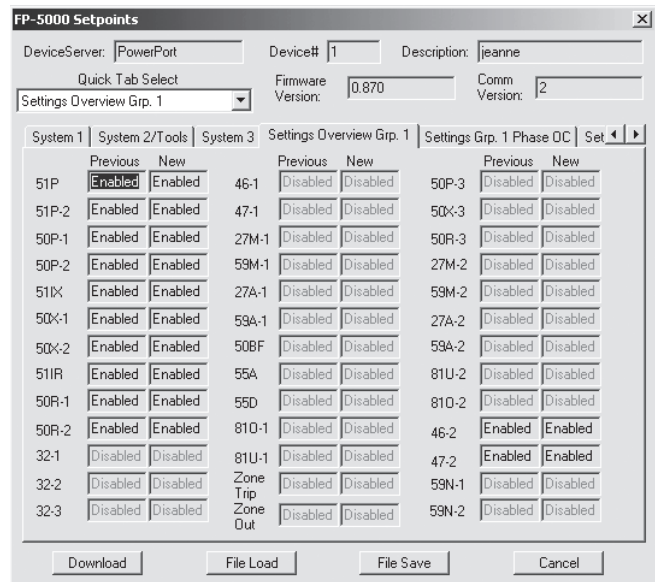 FP-5000 Setpoints
DeviceServer: PowerPort Device# 1 Description: jeanne
Quick Tab Select Firmware Version: 0.870 Comm Version: 2
Settings Overview Grp. 1
System 1 System 2/Tools System 3 Settings Overview Grp. 1 Settings Grp. 1 Phase OC Set
Previous New Previous New Previous New
51P Enabled Enabled 46-1 Disabled Disabled 50P-3 Disabled Disabled
51P-2 Enabled Enabled 47-1 Disabled Disabled 50X-3 Disabled Disabled
50P-1 Enabled Enabled 27M-1 Disabled Disabled 50R-3 Disabled Disabled
50P-2 Enabled Enabled 59M-1 Disabled Disabled 27M-2 Disabled Disabled
51IX Enabled Enabled 27A-1 Disabled Disabled 59M-2 Disabled Disabled
50X-1 Enabled Enabled 59A-1 Disabled Disabled 27A-2 Disabled Disabled
50X-2 Enabled Enabled 50BF Disabled Disabled 59A-2 Disabled Disabled
51IR Enabled Enabled 55A Disabled Disabled 81U-2 Disabled Disabled
50R-1 Enabled Enabled 55D Disabled Disabled 81O-2 Disabled Disabled
50R-2 Enabled Enabled 81O-1 Disabled Disabled 46-2 Enabled Enabled
32-1 Disabled Disabled 81U-1 Disabled Disabled 47-2 Enabled Enabled
32-2 Disabled Disabled Zone Trip Disabled Disabled 59N-1 Disabled Disabled
32-3 Disabled Disabled Zone Out Disabled Disabled 59N-2 Disabled Disabled
Download File Load File Save Cancel